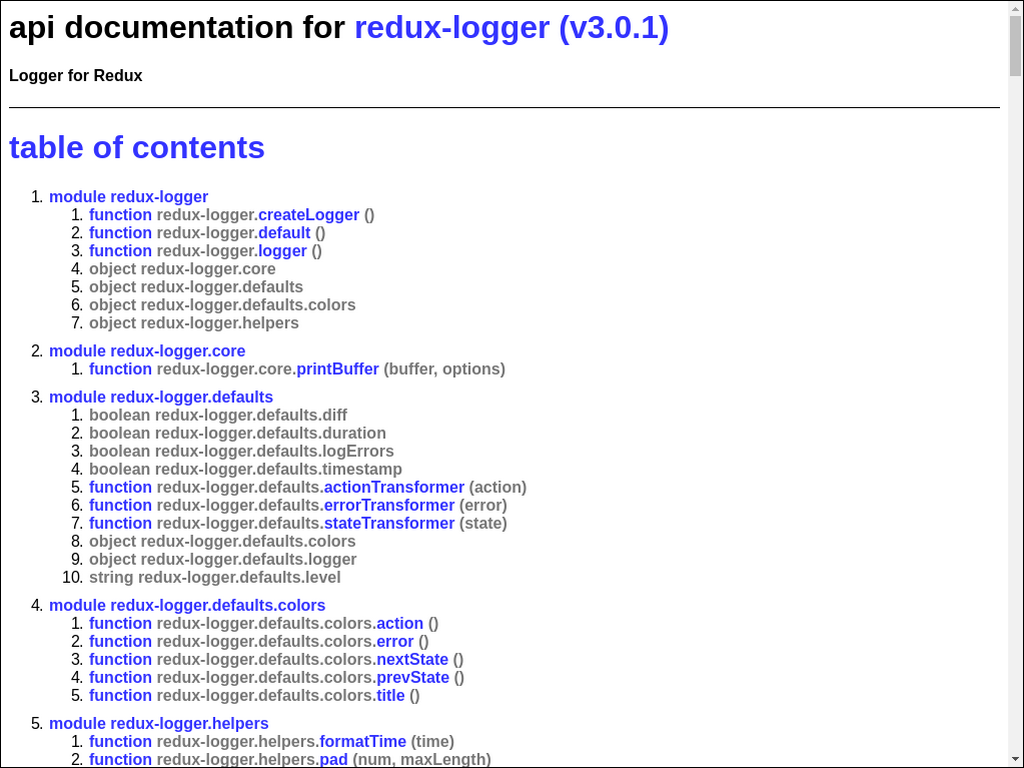 api documentation for redux-logger (v3.0.1)
Logger for Redux
table of contents
1. module redux-logger
1. function redux-logger.createLogger ()
2. function redux-logger.default ()
3. function redux-logger.logger ()
4. object redux-logger.core
5. object redux-logger.defaults
6. object redux-logger.defaults.colors
7. object redux-logger.helpers
2. module redux-logger.core
1. function redux-logger.core.printBuffer (buffer, options)
3. module redux-logger.defaults
1. boolean redux-logger.defaults.diff
2. boolean redux-logger.defaults.duration
3. boolean redux-logger.defaults.logErrors
4. boolean redux-logger.defaults.timestamp
5. function redux-logger.defaults.actionTransformer (action)
6. function redux-logger.defaults.errorTransformer (error)
7. function redux-logger.defaults.stateTransformer (state)
8. object redux-logger.defaults.colors
9. object redux-logger.defaults.logger
10. string redux-logger.defaults.level
4. module redux-logger.defaults.colors
1. function redux-logger.defaults.colors.action ()
2. function redux-logger.defaults.colors.error ()
3. function redux-logger.defaults.colors.nextState ()
4. function redux-logger.defaults.colors.prevState ()
5. function redux-logger.defaults.colors.title ()
5. module redux-logger.helpers
1. function redux-logger.helpers.formatTime (time)
2. function redux-logger.helpers.pad (num, maxLength)